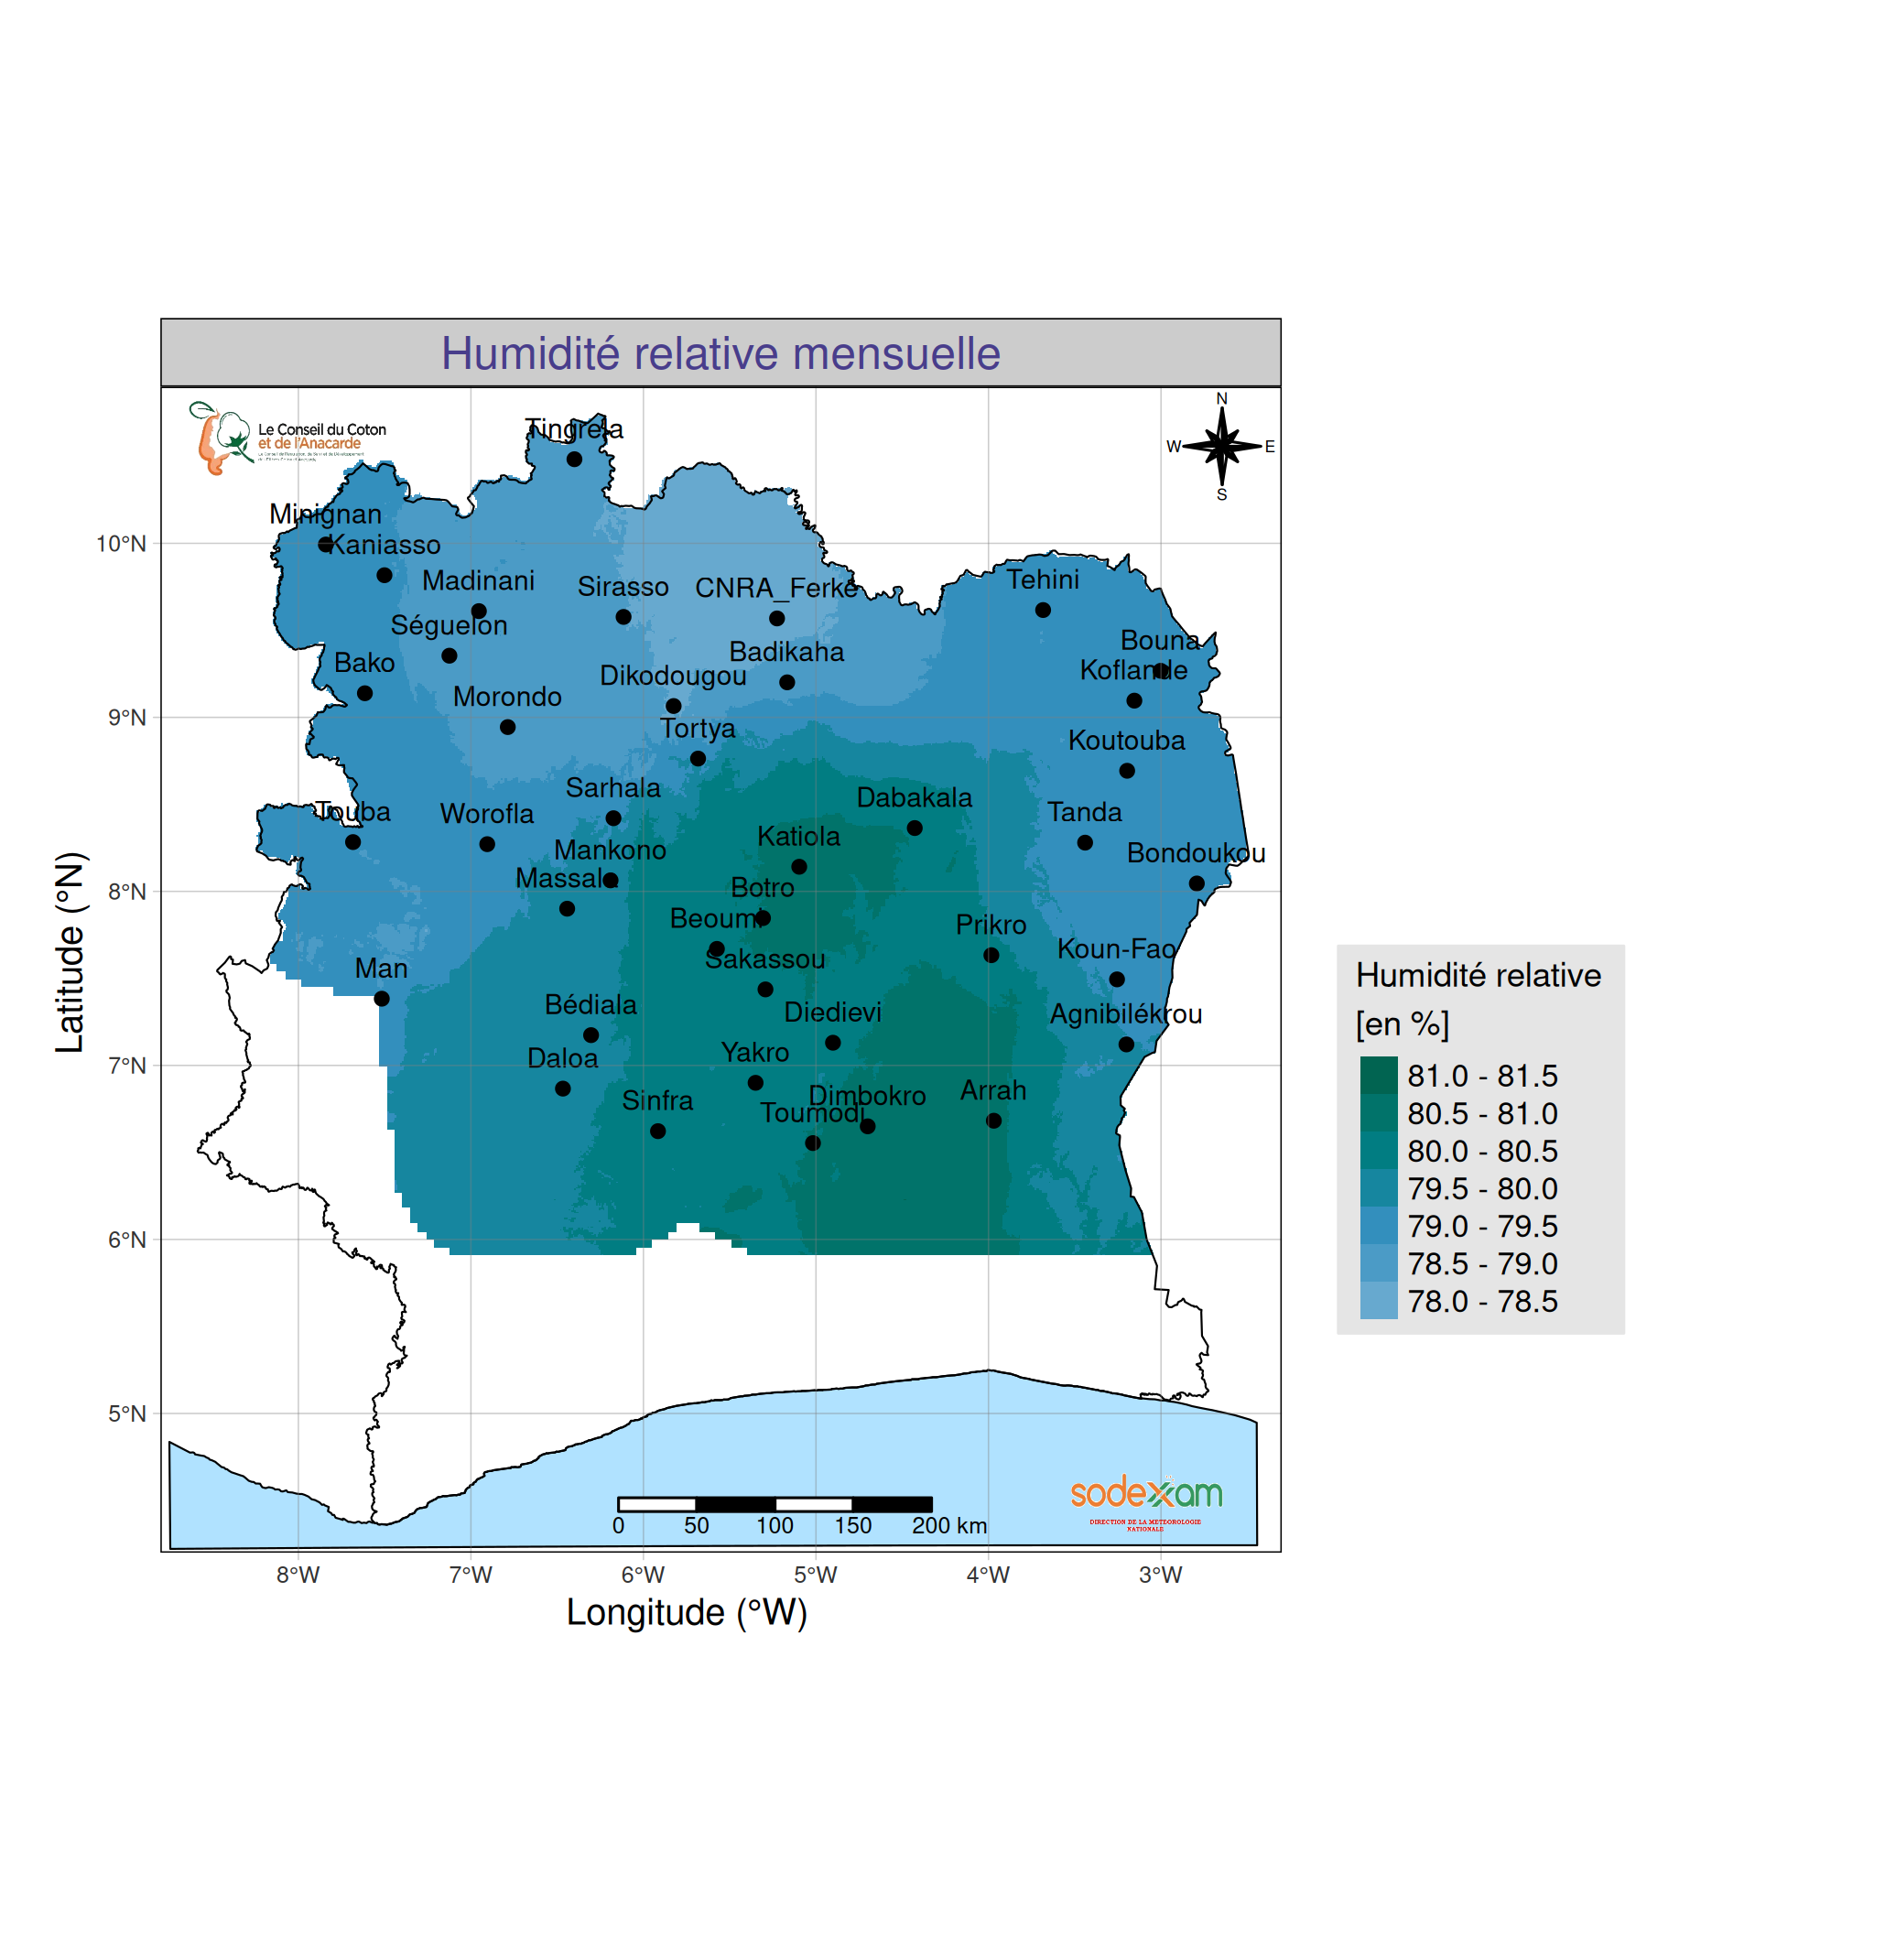 Humidité relative mensuelle
Le Conseil du Coton
et de l'Anacarde
N
W
E
S
Tingrela
Minignan
Kaniasso
Madinani
Sirasso
CNRA_Ferke
Tehini
Séguelon
Bouna
Badikaha
Koflande
Bako
Dikodougou
Morondo
Tortya
Koutouba
Sarhala
Dabakala
Touba
Worofla
Tanda
Katiola
Mankono
Bondoukou
Massala
Botro
Beoumi
Prikro
Sakassou
Koun-Fao
Man
Bédiala
Diedievi
Agnibilékrou
Daloa
Yakro
Sinfra
Dimbokro
Arrah
Toumodi
10°N
9°N
8°N
7°N
6°N
5°N
Latitude (°N)
0
50
100
150
200 km
sodexam
DIRECTION DE LA METEOROLOGIE
NATIONALE
8°W
7°W
6°W
5°W
4°W
3°W
Longitude (°W)
Humidité relative
[en %]
81.0 - 81.5
80.5 - 81.0
80.0 - 80.5
79.5 - 80.0
79.0 - 79.5
78.5 - 79.0
78.0 - 78.5